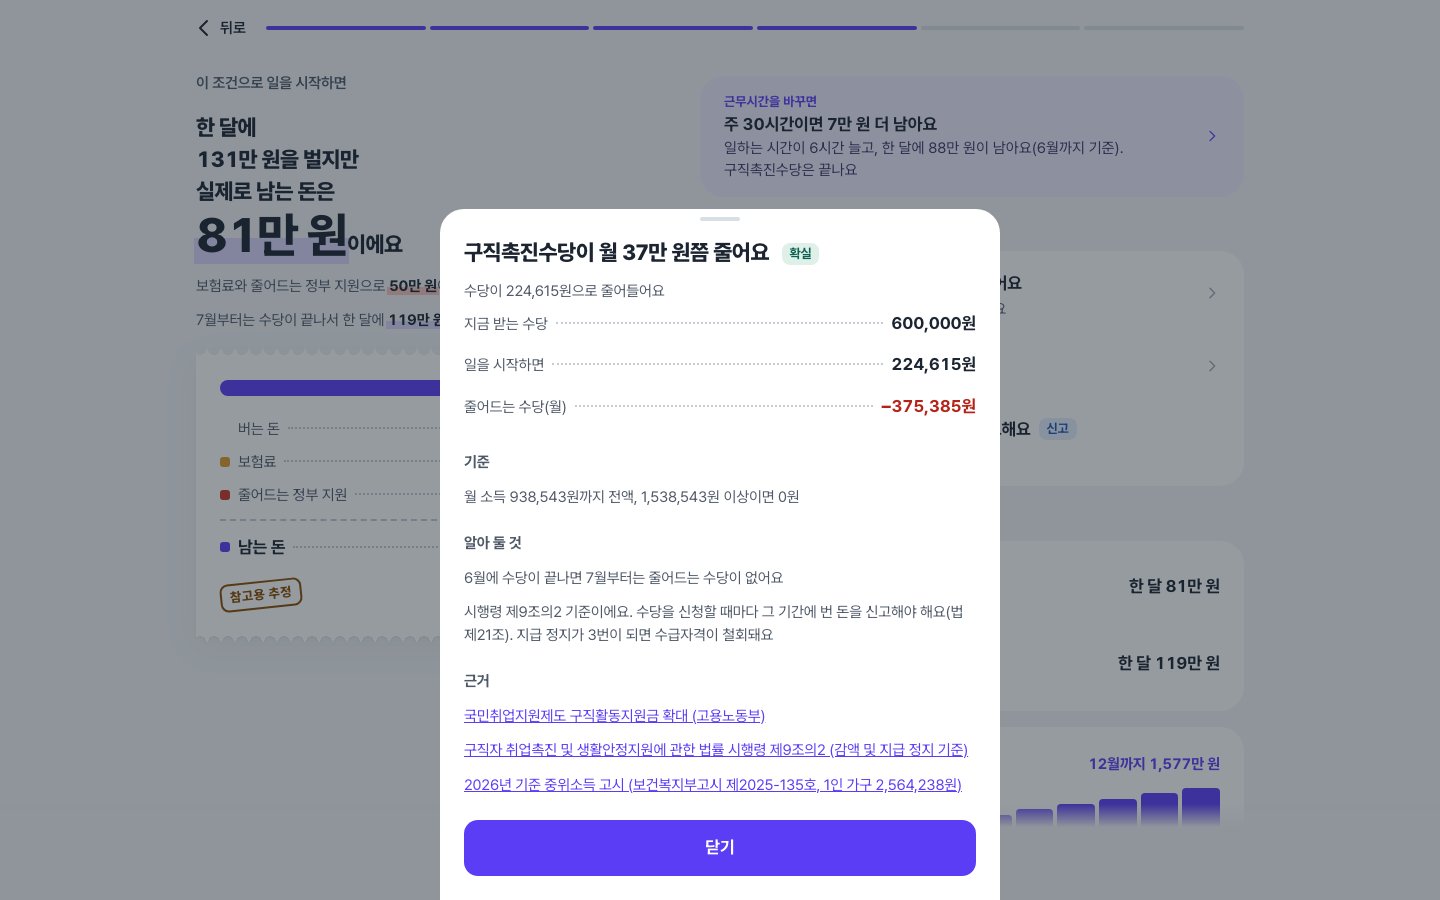 뒤로
이 조건으로 일을 시작하면
한 달에
131만 원을 벌지만
실제로 남는 돈은
81만 원이에요
보험료와 줄어드는 정부 지원으로 50만 원
7월부터는 수당이 끝나서 한 달에 119만
버는 돈
보험료
줄어드는 정부 지원
남는 돈
참고용 추정
근무시간을 바꾸면
주 30시간이면 7만 원 더 남아요
일하는 시간이 6시간 늘고, 한 달에 88만 원이 남아요(6월까지 기준).
구직촉진수당은 끝나요
요
해요 신고
한 달 81만 원
한 달 119만 원
12월까지 1,577만 원
구직촉진수당이 월 37만 원쯤 줄어요 확실
수당이 224,615원으로 줄어들어요
지금 받는 수당 600,000원
일을 시작하면 224,615원
줄어드는 수당(월) −375,385원
기준
월 소득 938,543원까지 전액, 1,538,543원 이상이면 0원
알아 둘 것
6월에 수당이 끝나면 7월부터는 줄어드는 수당이 없어요
시행령 제9조의2 기준이에요. 수당을 신청할 때마다 그 기간에 번 돈을 신고해야 해요(법
제21조). 지급 정지가 3번이 되면 수급자격이 철회돼요
근거
국민취업지원제도 구직활동지원금 확대 (고용노동부)
구직자 취업촉진 및 생활안정지원에 관한 법률 시행령 제9조의2 (감액 및 지급 정지 기준)
2026년 기준 중위소득 고시 (보건복지부고시 제2025-135호, 1인 가구 2,564,238원)
닫기